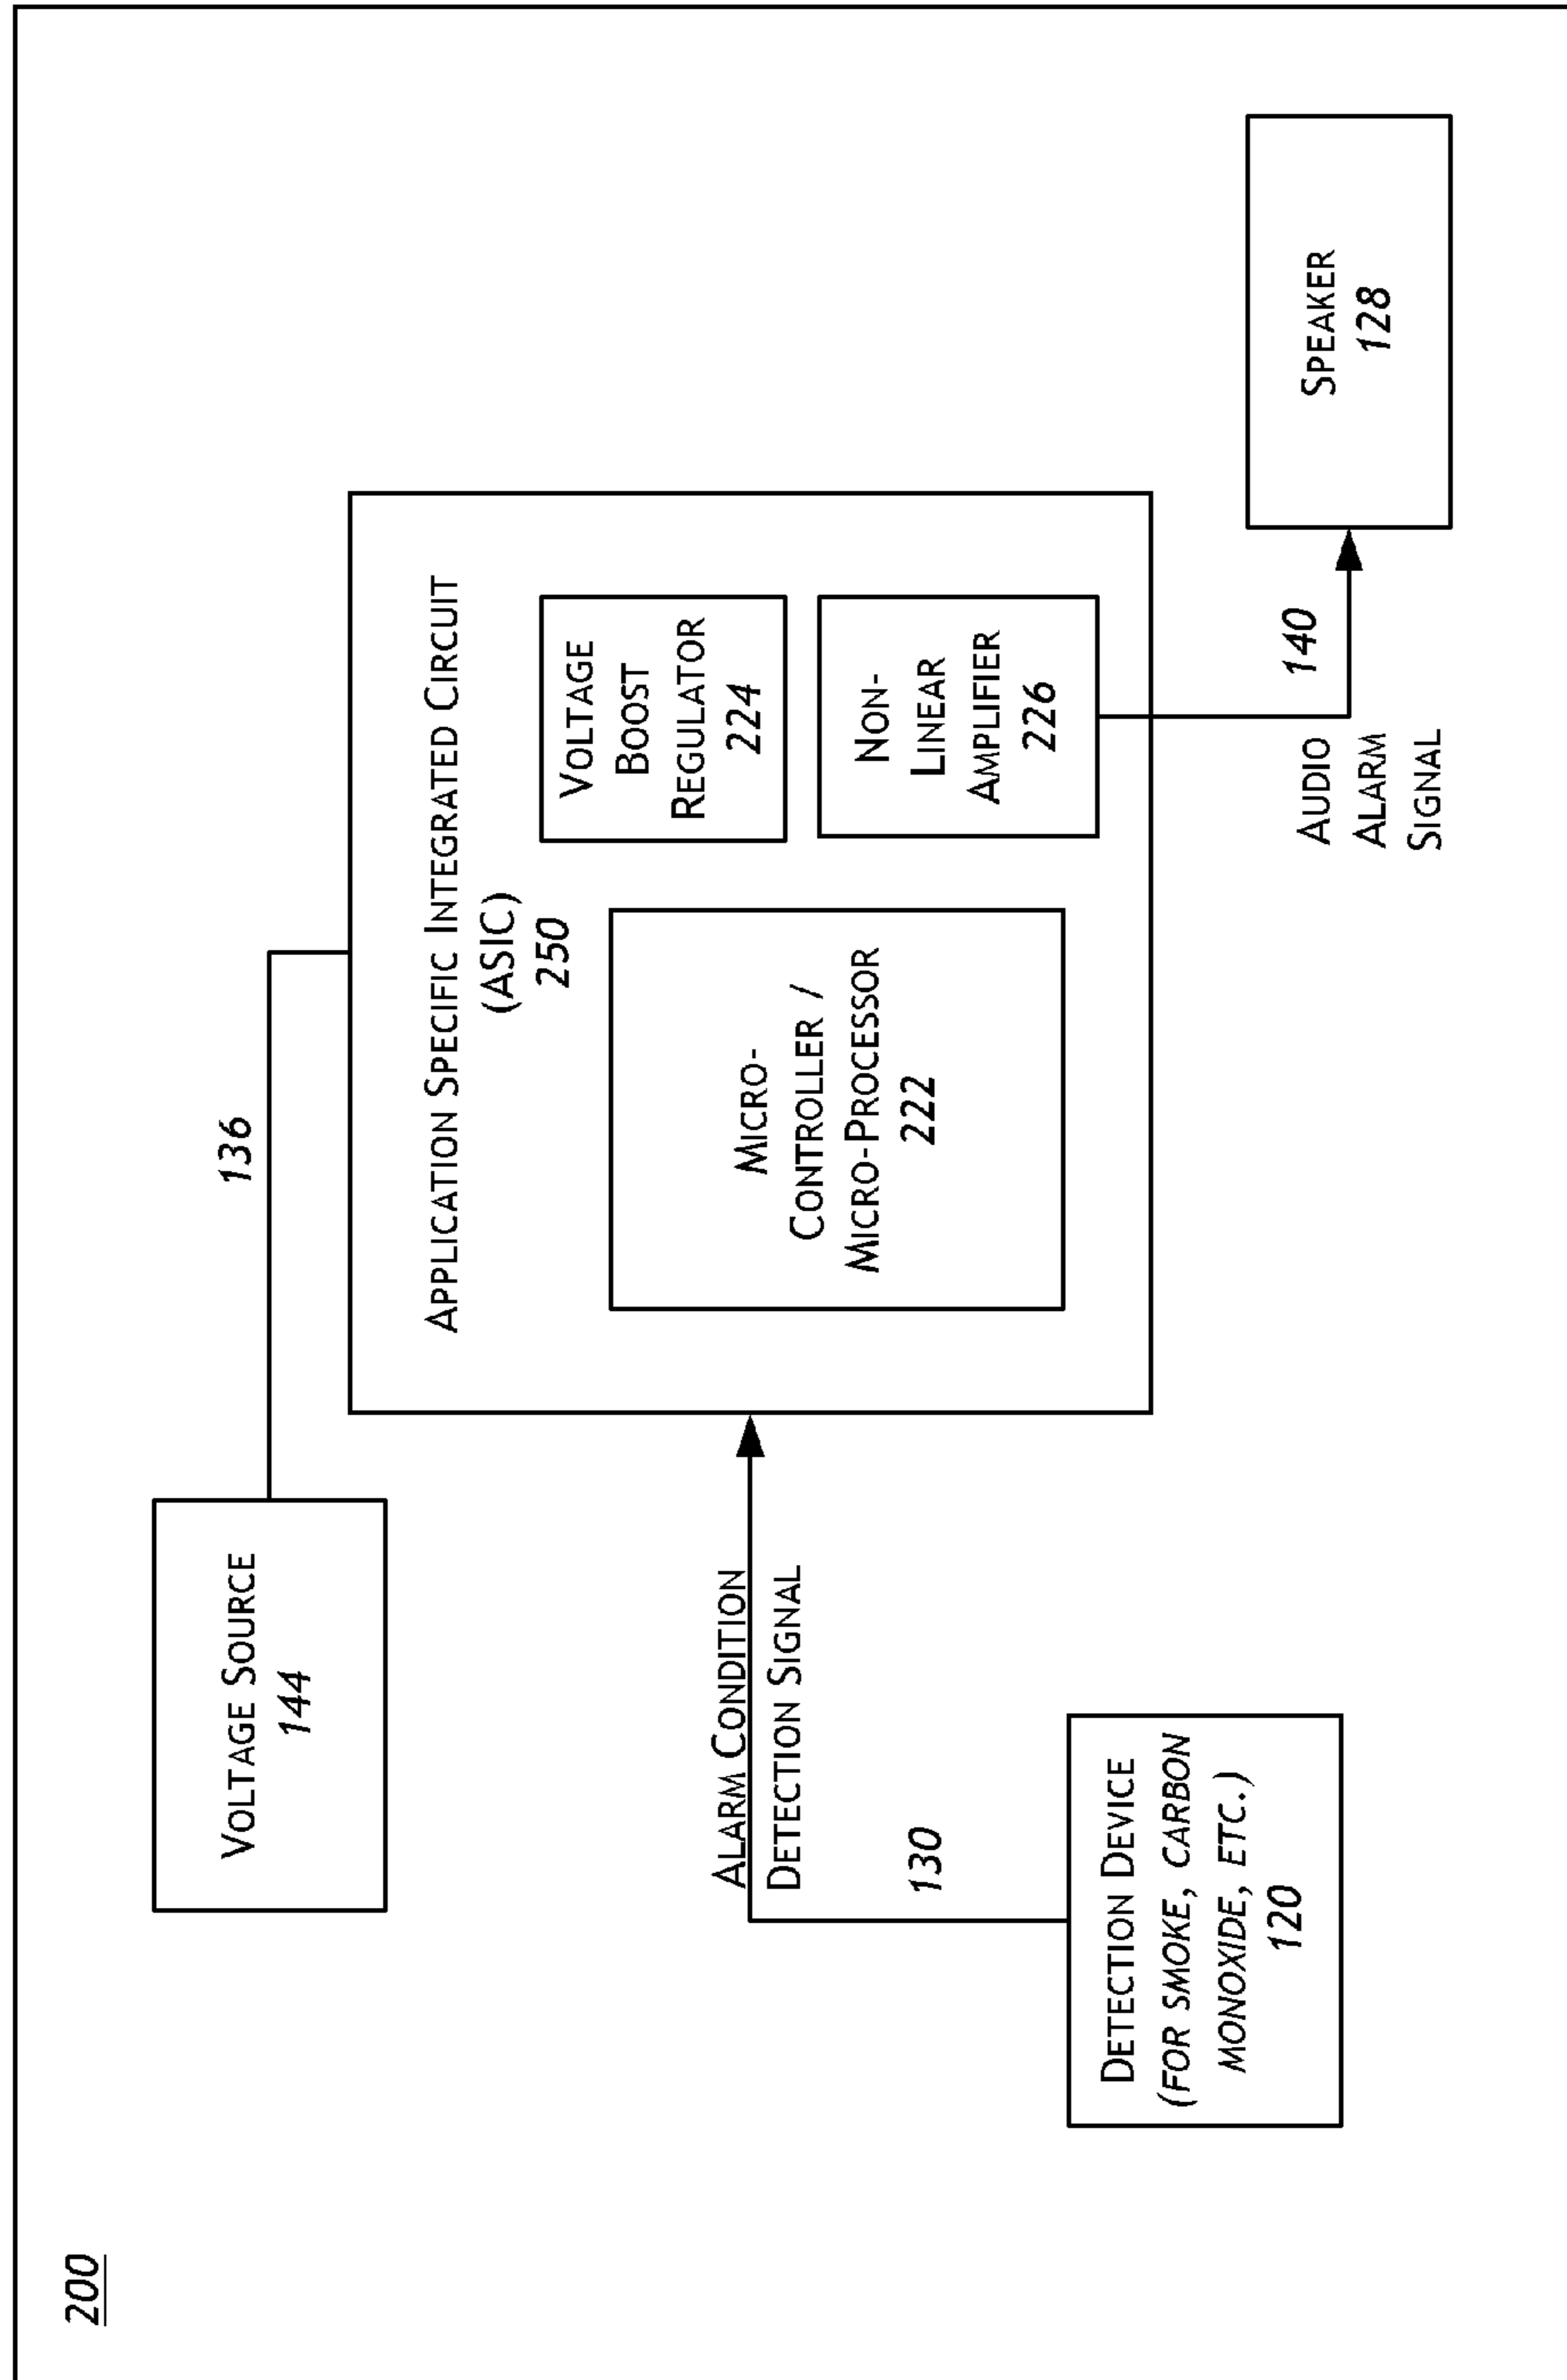 200
VOLTAGE SOURCE
144
136
APPLICATION SPECIFIC INTEGRATED CIRCUIT
(ASIC)
250
MICRO-
CONTROLLER /
MICRO-PROCESSOR
222
VOLTAGE
BOOST
REGULATOR
224
NON-
LINEAR
AMPLIFIER
226
ALARM CONDITION
DETECTION SIGNAL
130
DETECTION DEVICE
(FOR SMOKE, CARBON
MONOXIDE, ETC.)
120
140
AUDIO
ALARM
SIGNAL
SPEAKER
128